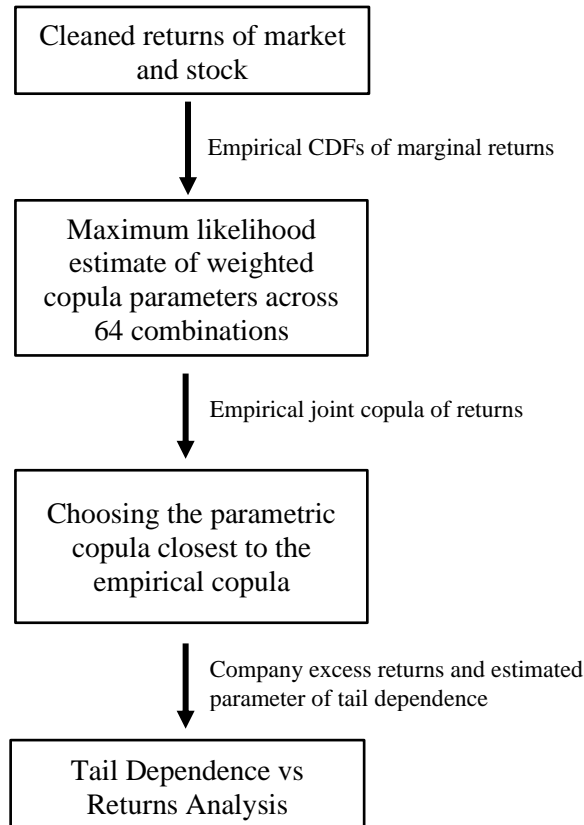 Cleaned returns of market
and stock
Empirical CDFs of marginal returns
Maximum likelihood
estimate of weighted
copula parameters across
64 combinations
Empirical joint copula of returns
Choosing the parametric
copula closest to the
empirical copula
Company excess returns and estimated
parameter of tail dependence
Tail Dependence vs
Returns Analysis